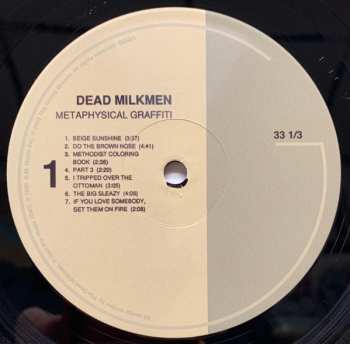 DEAD MILKMEN
METAPHYSICAL GRAFFITI
33 1/3
1
1. BEIGE SUNSHINE (3:37)
2. DO THE BROWN NOSE (4:41)
3. METHODIST COLORING
BOOK (2:38)
4. PART 3 (2:20)
5. I TRIPPED OVER THE
OTTOMAN (3:05)
6. THE BIG SLEAZY (4:08)
7. IF YOU LOVE SOMEBODY,
SET THEM ON FIRE (2:08)